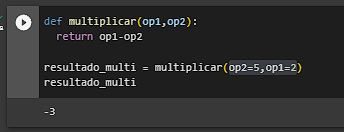 def multiplicar(op1,op2):
  return op1-op2

resultado_multi = multiplicar(op2=5,op1=2)
resultado_multi
-3